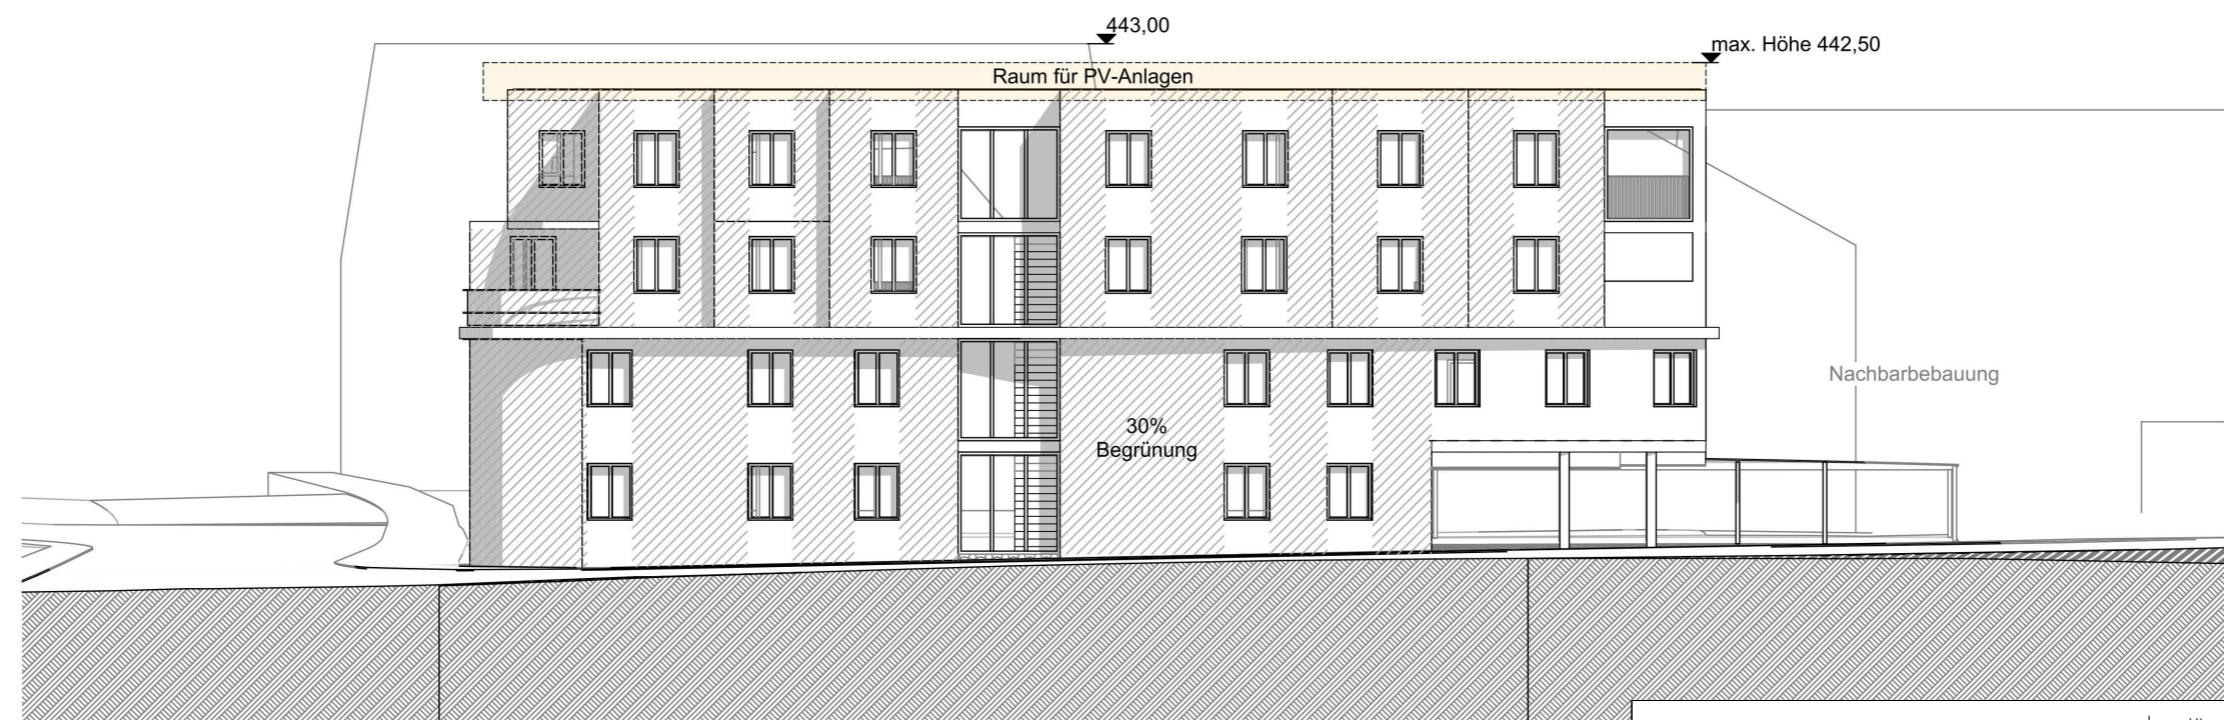 443,00
max. Höhe 442,50
Raum für PV-Anlagen
Nachbarbebauung
30%
Begrünung